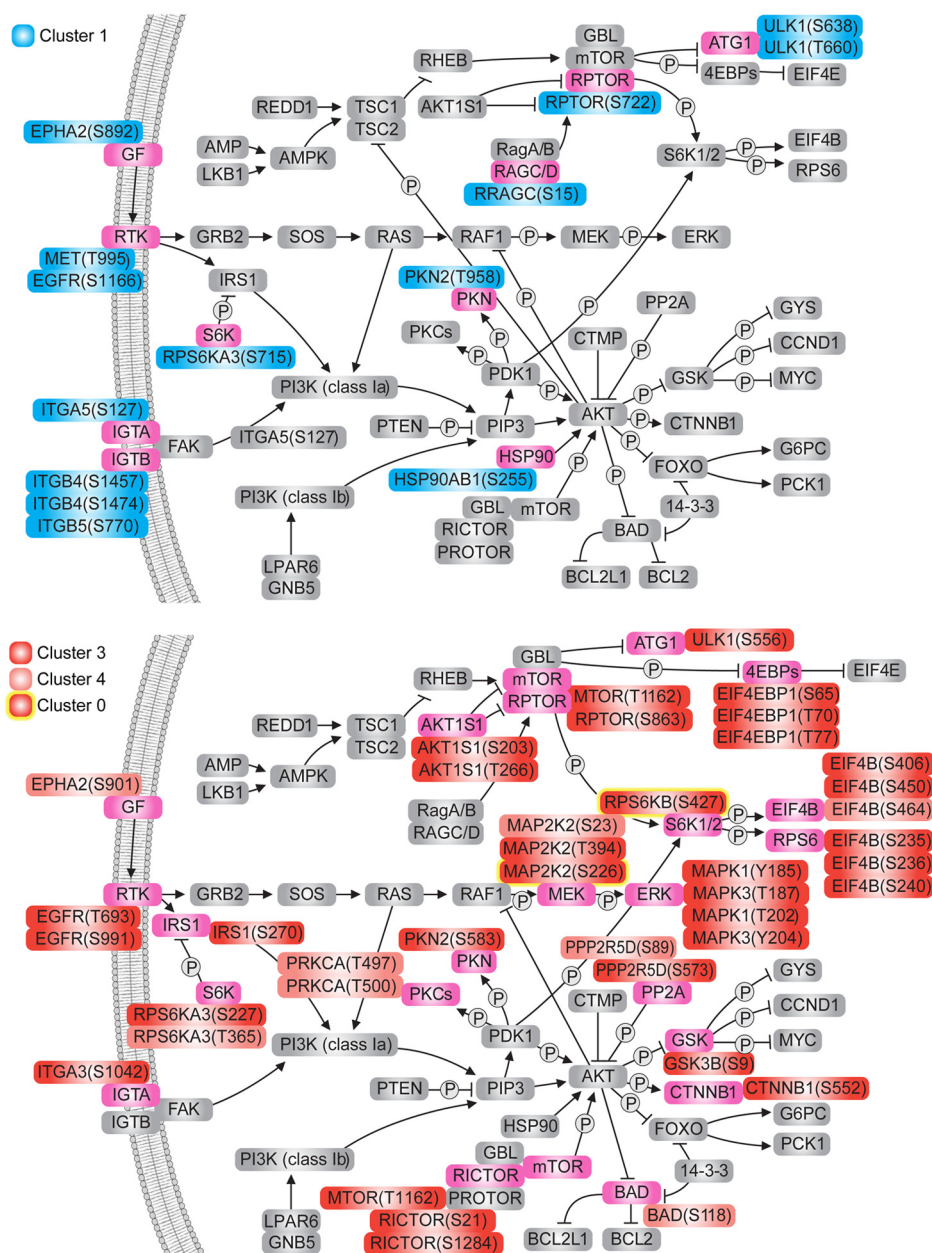 Cluster 1
GBL
mTOR
RPTOR
RPTOR(S722)
ATG1
ULK1(S638)
ULK1(T660)
P
4EBPs
EIF4E
RHEB
REDD1
TSC1
TSC2
AKT1S1
P
EPHA2(S892)
GF
AMP
LKB1
AMPK
P
RagA/B
RAGC/D
RRAGC(S15)
S6K1/2
P
P
EIF4B
RPS6
RTK
GRB2
SOS
RAS
RAF1
P
MEK
P
ERK
MET(T995)
EGFR(S1166)
IRS1
P
S6K
RPS6KA3(S715)
PKN2(T958)
PKN
P
PP2A
PKCs
P
P
PDK1
P
CTMP
P
P
GYS
P
CCND1
GSK
P
MYC
PI3K (class Ia)
ITGA5(S127)
IGTA
IGTB
FAK
ITGA5(S127)
PTEN
P
PIP3
AKT
P
P
CTNNB1
P
ITGB4(S1457)
ITGB4(S1474)
ITGB5(S770)
HSP90
HSP90AB1(S255)
P
FOXO
G6PC
PCK1
PI3K (class Ib)
GBL
mTOR
RICTOR
PROTOR
P
14-3-3
BAD
LPAR6
GNB5
BCL2L1
BCL2
Cluster 3
Cluster 4
Cluster 0
GBL
mTOR
RPTOR
ATG1
ULK1(S556)
P
4EBPs
EIF4E
RHEB
MTOR(T1162)
RPTOR(S863)
EIF4EBP1(S65)
EIF4EBP1(T70)
EIF4EBP1(T77)
REDD1
TSC1
TSC2
AKT1S1
AKT1S1(S203)
AKT1S1(T266)
P
EPHA2(S901)
GF
AMP
LKB1
AMPK
RagA/B
RAGC/D
RPS6KB(S427)
S6K1/2
P
P
EIF4B
RPS6
EIF4B(S406)
EIF4B(S450)
EIF4B(S464)
EIF4B(S235)
EIF4B(S236)
EIF4B(S240)
MAP2K2(S23)
MAP2K2(T394)
MAP2K2(S226)
RTK
GRB2
SOS
RAS
RAF1
P
MEK
P
ERK
MAPK1(Y185)
MAPK3(T187)
MAPK1(T202)
MAPK3(Y204)
EGFR(T693)
EGFR(S991)
IRS1
IRS1(S270)
P
S6K
RPS6KA3(S227)
RPS6KA3(T365)
PRKCA(T497)
PRKCA(T500)
PKN2(S583)
PKN
P
PPP2R5D(S89)
PPP2R5D(S573)
PP2A
PKCs
P
P
PDK1
P
CTMP
P
P
GYS
P
CCND1
GSK
P
MYC
GSK3B(S9)
PI3K (class Ia)
ITGA3(S1042)
IGTA
IGTB
FAK
PTEN
P
PIP3
AKT
P
P
CTNNB1
CTNNB1(S552)
P
HSP90
P
FOXO
G6PC
PCK1
PI3K (class Ib)
GBL
mTOR
RICTOR
PROTOR
MTOR(T1162)
RICTOR(S21)
RICTOR(S1284)
14-3-3
BAD
BAD(S118)
LPAR6
GNB5
BCL2L1
BCL2